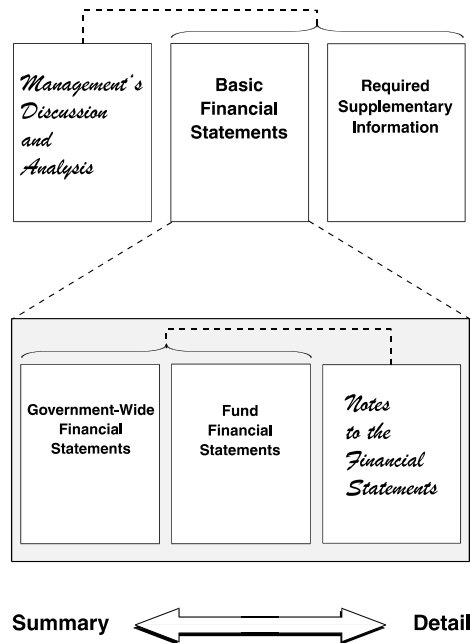 Management's
Discussion
and
Analysis
Basic
Financial
Statements
Required
Supplementary
Information
Government-Wide
Financial
Statements
Fund
Financial
Statements
Notes
to the
Financial
Statements
Summary
Detail